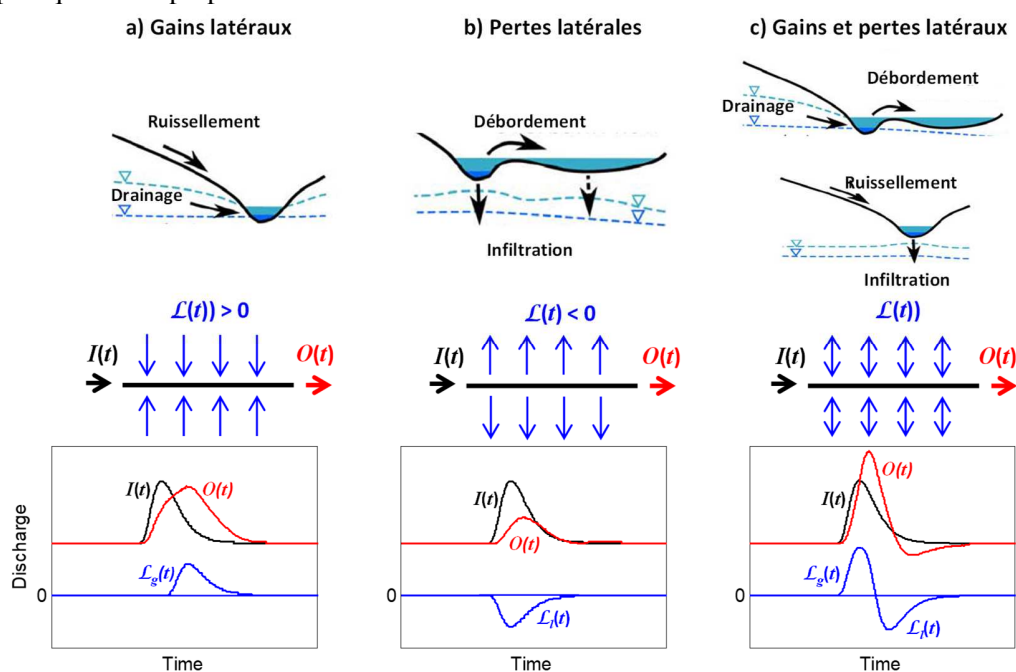 a) Gains latéraux
b) Pertes latérales
c) Gains et pertes latéraux
Ruissellement
Drainage
Débordement
Infiltration
Débordement
Drainage
Ruissellement
Infiltration
ℒ(t)) > 0
ℒ(t) < 0
ℒ(t))
I(t)
O(t)
I(t)
O(t)
I(t)
O(t)
Discharge
I(t)
O(t)
ℒg(t)
0
Time
I(t)
O(t)
ℒl(t)
0
Time
O(t)
I(t)
ℒg(t)
ℒl(t)
0
Time